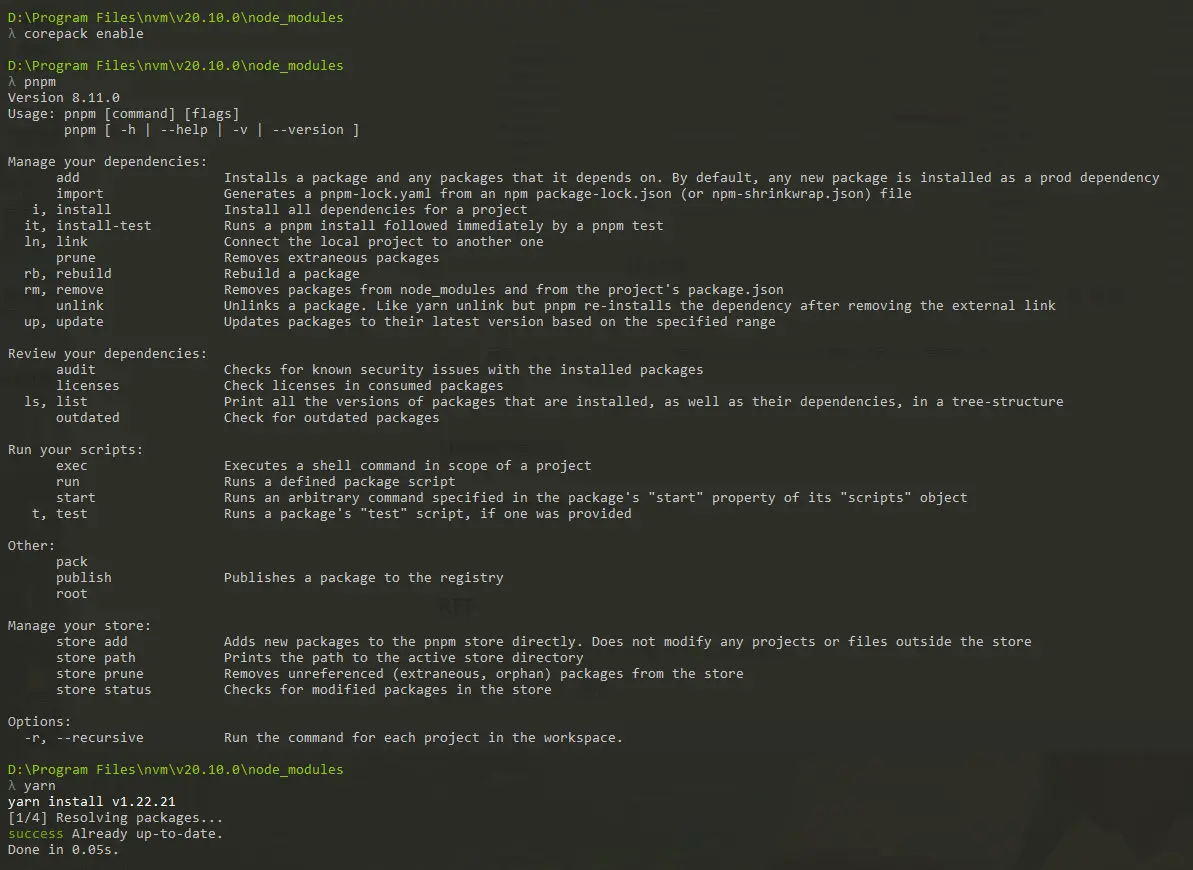 D:\Program Files\nvm\v20.10.0\node_modules
λ corepack enable
D:\Program Files\nvm\v20.10.0\node_modules
λ pnpm
Version 8.11.0
Usage: pnpm [command] [flags]
       pnpm [ -h | --help | -v | --version ]
Manage your dependencies:
      add                  Installs a package and any packages that it depends on. By default, any new package is installed as a prod dependency
      import               Generates a pnpm-lock.yaml from an npm package-lock.json (or npm-shrinkwrap.json) file
   i, install              Install all dependencies for a project
  it, install-test         Runs a pnpm install followed immediately by a pnpm test
  ln, link                 Connect the local project to another one
      prune                Removes extraneous packages
  rb, rebuild              Rebuild a package
  rm, remove               Removes packages from node_modules and from the project's package.json
      unlink               Unlinks a package. Like yarn unlink but pnpm re-installs the dependency after removing the external link
  up, update               Updates packages to their latest version based on the specified range
Review your dependencies:
      audit                Checks for known security issues with the installed packages
      licenses             Check licenses in consumed packages
  ls, list                 Print all the versions of packages that are installed, as well as their dependencies, in a tree-structure
      outdated             Check for outdated packages
Run your scripts:
      exec                 Executes a shell command in scope of a project
      run                  Runs a defined package script
      start                Runs an arbitrary command specified in the package's "start" property of its "scripts" object
   t, test                 Runs a package's "test" script, if one was provided
Other:
      pack
      publish              Publishes a package to the registry
      root
Manage your store:
      store add            Adds new packages to the pnpm store directly. Does not modify any projects or files outside the store
      store path           Prints the path to the active store directory
      store prune          Removes unreferenced (extraneous, orphan) packages from the store
      store status         Checks for modified packages in the store
Options:
  -r, --recursive          Run the command for each project in the workspace.
D:\Program Files\nvm\v20.10.0\node_modules
λ yarn
yarn install v1.22.21
[1/4] Resolving packages...
success Already up-to-date.
Done in 0.05s.